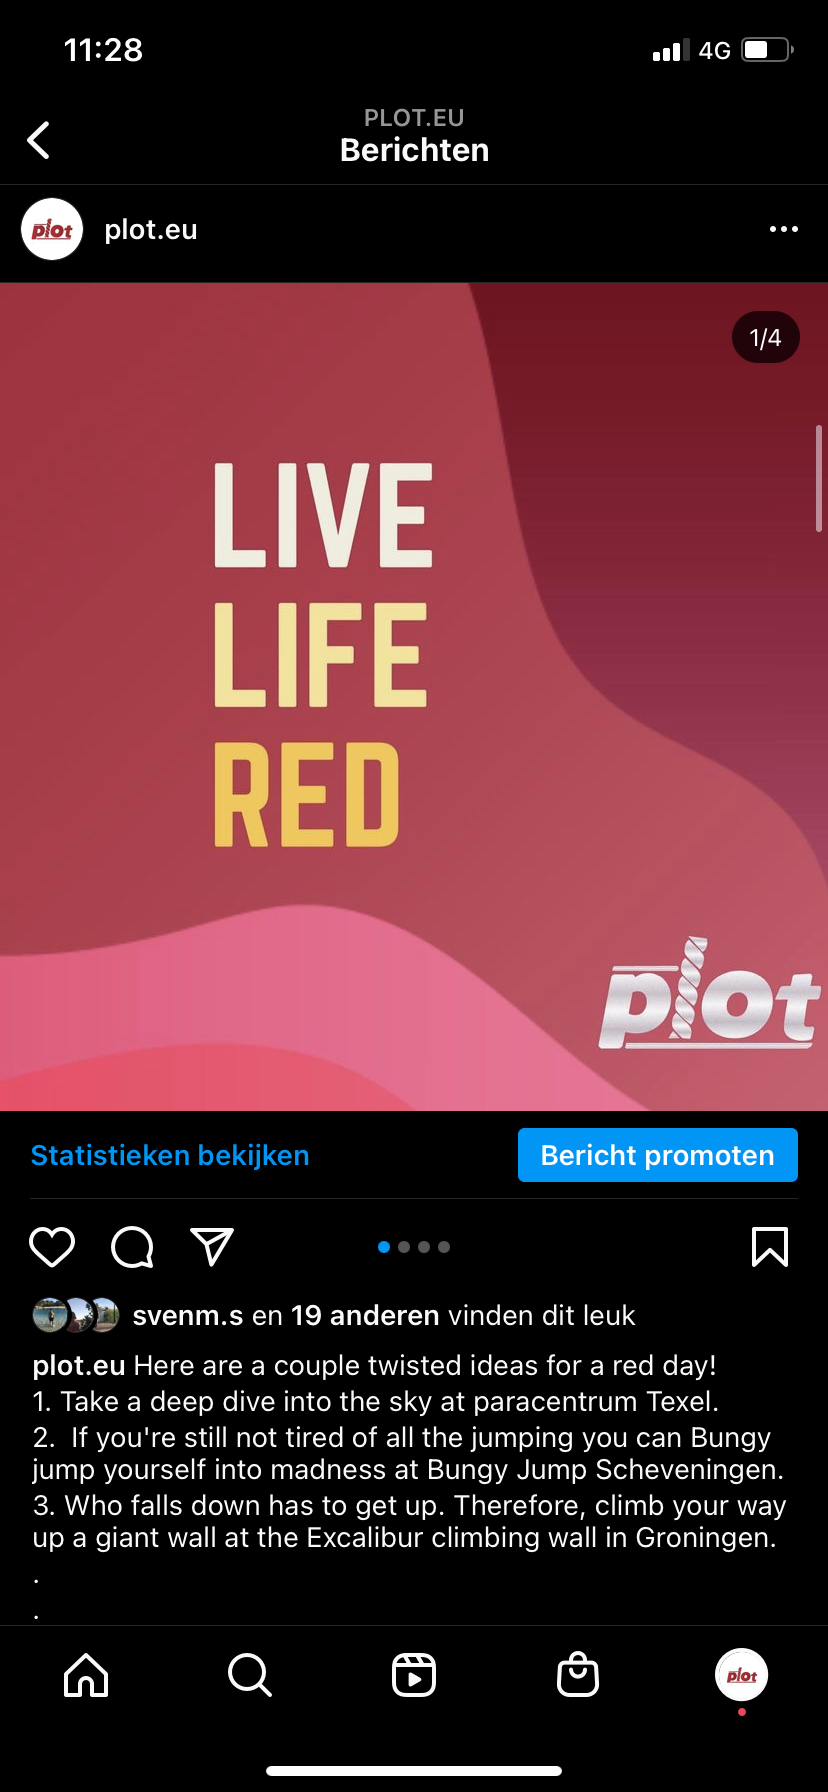 11:28
4G
PLOT.EU
Berichten
plot
plot.eu
1/4
LIVE
LIFE
RED
plot
Statistieken bekijken
Bericht promoten
svenm.s en 19 anderen vinden dit leuk
plot.eu Here are a couple twisted ideas for a red day!
1. Take a deep dive into the sky at paracentrum Texel.
2.  If you're still not tired of all the jumping you can Bungy
jump yourself into madness at Bungy Jump Scheveningen.
3. Who falls down has to get up. Therefore, climb your way
up a giant wall at the Excalibur climbing wall in Groningen.
.
.
plot